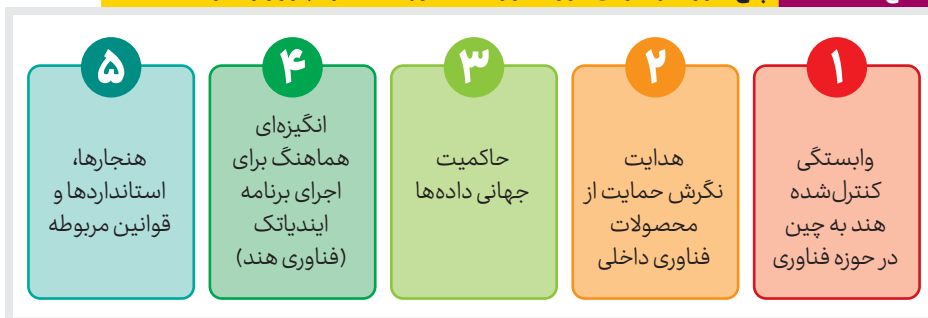 ۱
وابستگی
کنترل‌شده
هند به چین
در حوزه فناوری
۲
هدایت
نگرش حمایت از
محصولات
فناوری داخلی
۳
حاکمیت
جهانی داده‌ها
۴
انگیزه‌ای
هماهنگ برای
اجرای برنامه
ایندیاتک
(فناوری هند)
۵
هنجارها،
استانداردها و
قوانین مربوطه